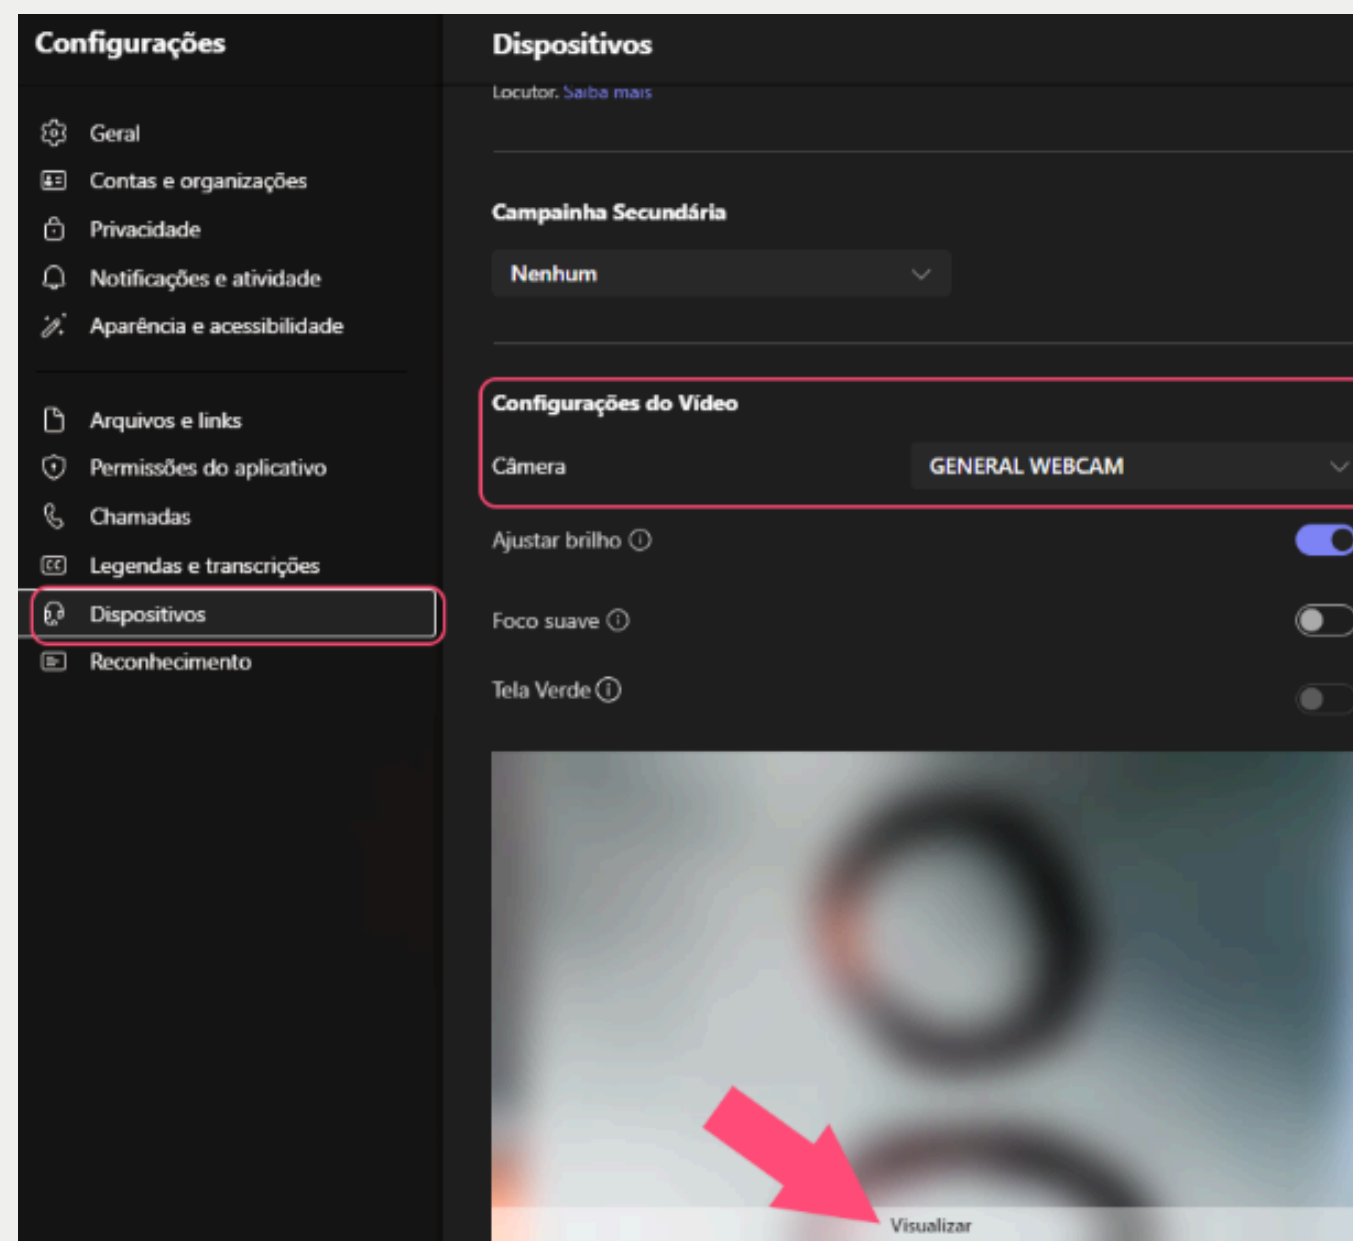 Configurações
Geral
Contas e organizações
Privacidade
Notificações e atividade
Aparência e acessibilidade
Arquivos e links
Permissões do aplicativo
Chamadas
CC
Legendas e transcrições
Dispositivos
Reconhecimento
Dispositivos
Locutor. Saiba mais
Campainha Secundária
Nenhum
Configurações do Vídeo
Câmera GENERAL WEBCAM
Ajustar brilho
Foco suave
Tela Verde
Visualizar